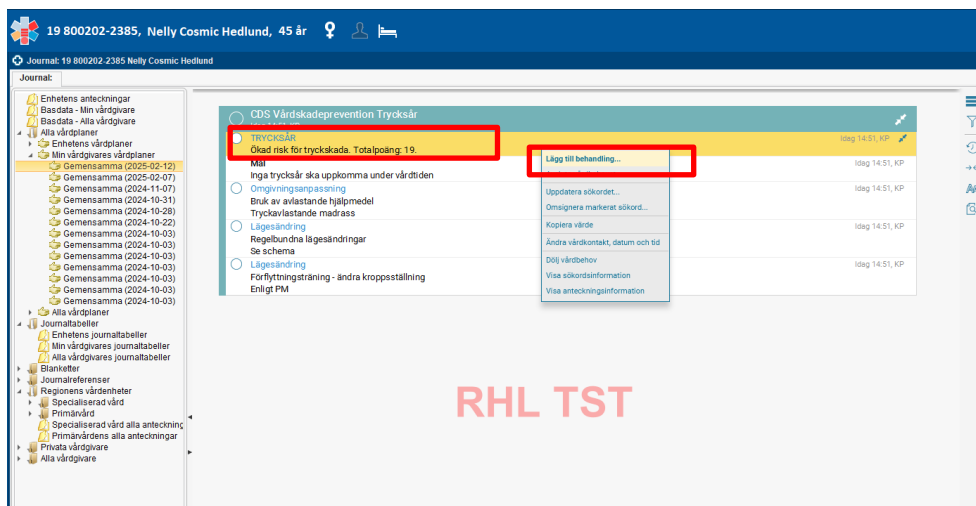 19 800202-2385, Nelly Cosmic Hedlund, 45 år
Journal: 19 800202-2385 Nelly Cosmic Hedlund
Journal:
Enhetens anteckningar
Basdata - Min vårdgivare
Basdata - Alla vårdgivare
Alla vårdplaner
Enhetens vårdplaner
Min vårdgivares vårdplaner
Gemensamma (2025-02-12)
Gemensamma (2025-02-07)
Gemensamma (2024-11-07)
Gemensamma (2024-10-31)
Gemensamma (2024-10-28)
Gemensamma (2024-10-22)
Gemensamma (2024-10-03)
Gemensamma (2024-10-03)
Gemensamma (2024-10-03)
Gemensamma (2024-10-03)
Gemensamma (2024-10-03)
Gemensamma (2024-10-03)
Gemensamma (2024-10-03)
Alla vårdplaner
Journaltabeller
Enhetens journaltabeller
Min vårdgivares journaltabeller
Alla vårdgivares journaltabeller
Blanketter
Journalreferenser
Regionens vårdenheter
Specialiserad vård
Primärvård
Specialiserad vård alla anteckning
Primärvårdens alla anteckningar
Privata vårdgivare
Alla vårdgivare
CDS Vårdskadeprevention Trycksår
TRYCKSÅR
Idag 14:51, KP
Ökad risk för tryckskada. Totalpoäng: 19.
Mål
Idag 14:51, KP
Inga trycksår ska uppkomma under vårdtiden
Omgivningsanpassning
Idag 14:51, KP
Bruk av avlastande hjälpmedel
Tryckavlastande madrass
Lägesändring
Idag 14:51, KP
Regelbundna lägesändringar
Se schema
Lägesändring
Idag 14:51, KP
Förflyttningsträning - ändra kroppsställning
Enligt PM
Lägg till behandling...
Uppdatera sökordet...
Omsignera markerat sökord...
Kopiera värde
Ändra vårdkontakt, datum och tid
Dölj vårdbehov
Visa sökordsinformation
Visa anteckningsinformation
RHL TST